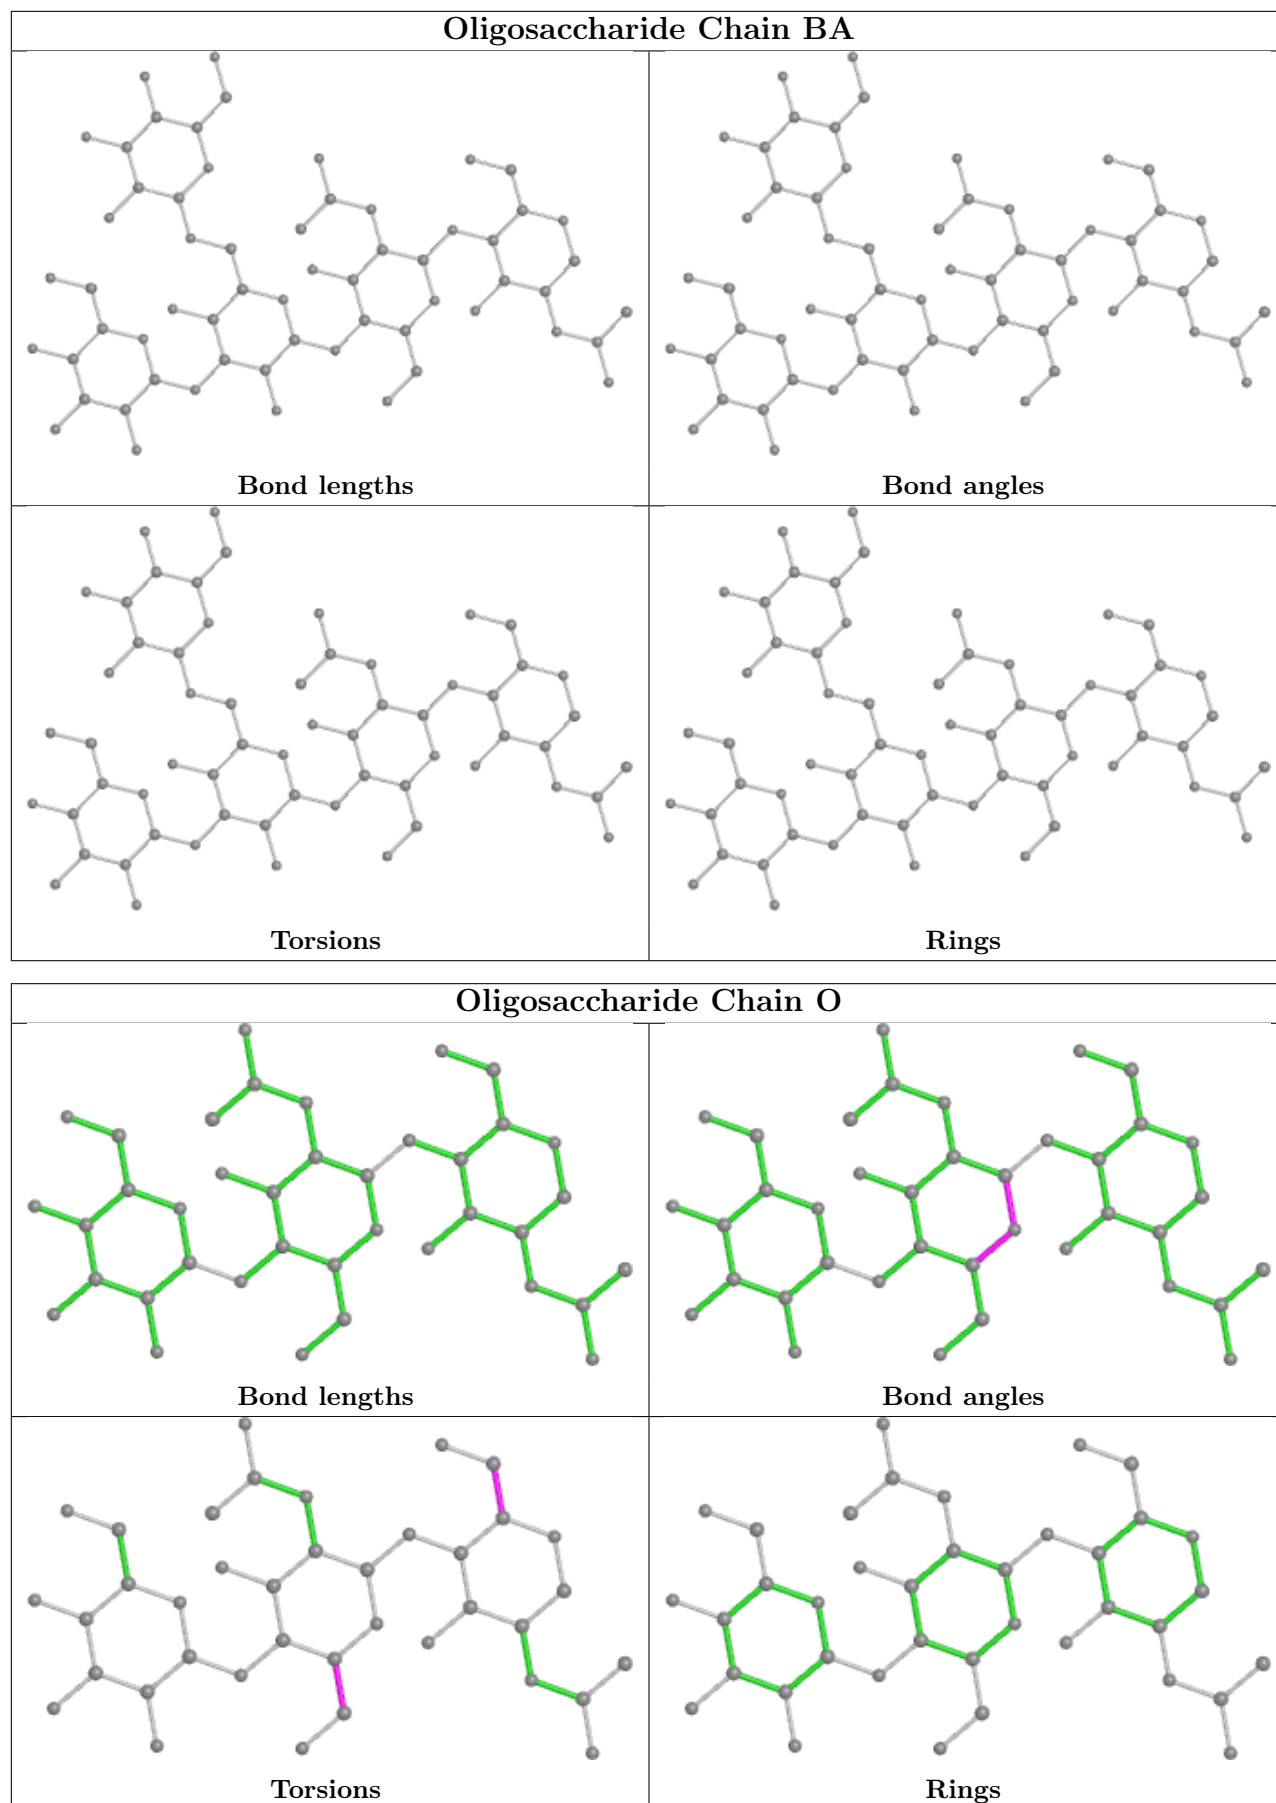 Oligosaccharide Chain BA
Bond lengths
Bond angles
Torsions
Rings
Oligosaccharide Chain O
Bond lengths
Bond angles
Torsions
Rings